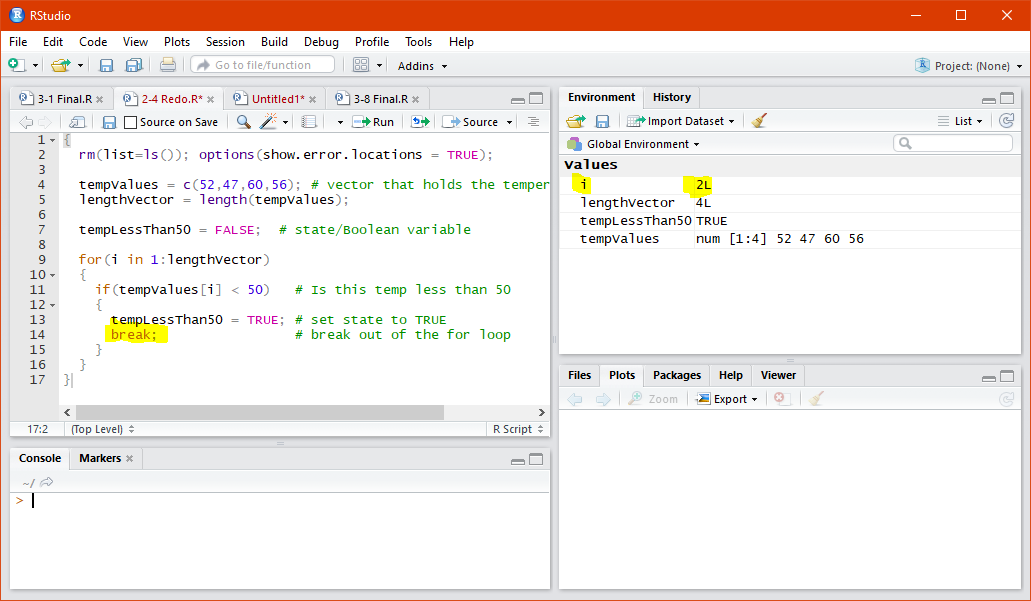 RStudio
File Edit Code View Plots Session Build Debug Profile Tools Help
Go to file/function Addins Project: (None)
3-1 Final.R 2-4 Redo.R* Untitled1* 3-8 Final.R
Source on Save Run Source
1 {
2 rm(list=ls()); options(show.error.locations = TRUE);
3
4 tempValues = c(52,47,60,56); # vector that holds the temper
5 lengthVector = length(tempValues);
6
7 tempLessThan50 = FALSE; # state/Boolean variable
8
9 for(i in 1:lengthVector)
10 {
11 if(tempValues[i] < 50) # Is this temp less than 50
12 {
13 tempLessThan50 = TRUE; # set state to TRUE
14 break; # break out of the for loop
15 }
16 }
17 }
17:2 (Top Level) R Script
Console Markers
~/
>
Environment History
Import Dataset List
Global Environment
Values
i 2L
lengthVector 4L
tempLessThan50 TRUE
tempValues num [1:4] 52 47 60 56
Files Plots Packages Help Viewer
Zoom Export